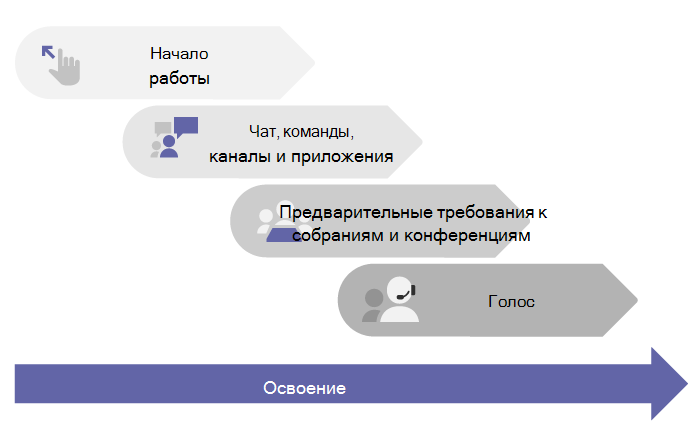 Начало
работы
Чат, команды,
каналы и приложения
Предварительные требования к
собраниям и конференциям
Голос
Освоение